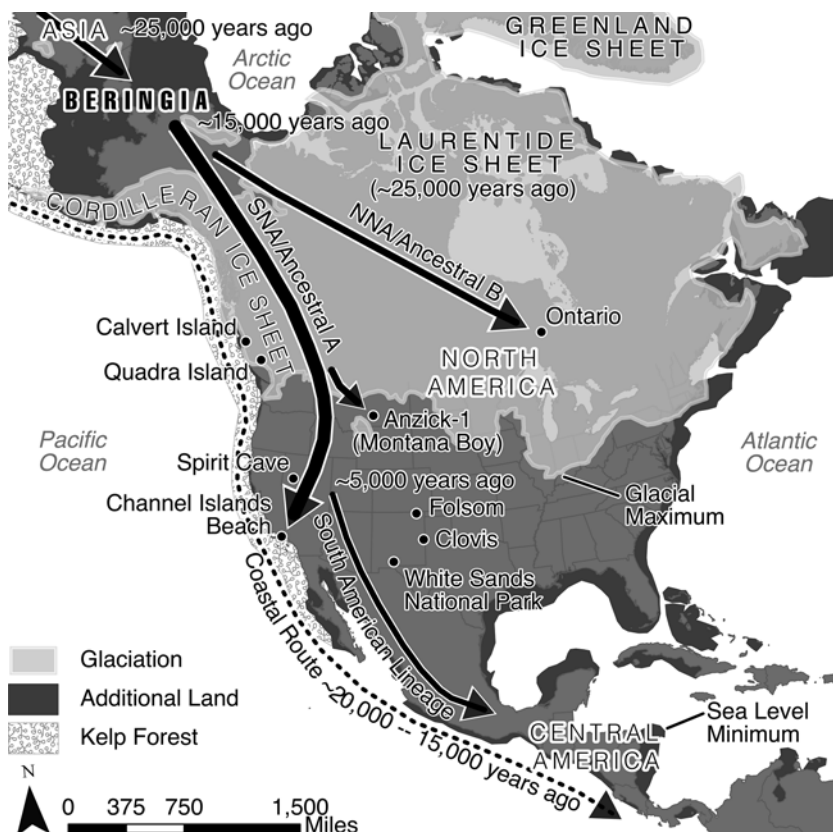 ASIA
~25,000 years ago
Arctic
Ocean
GREENLAND
ICE SHEET
BERINGIA
~15,000 years ago
LAURENTIDE
ICE SHEET
(~25,000 years ago)
CORDILLERAN ICE SHEET
SNA/Ancestral A
NNA/Ancestral B
Ontario
Calvert Island
Quadra Island
NORTH
AMERICA
Anzick-1
(Montana Boy)
Pacific
Ocean
Atlantic
Ocean
Spirit Cave
~5,000 years ago
Glacial
Maximum
Channel Islands
Beach
Folsom
Clovis
White Sands
National Park
South American Lineage
Coastal Route ~20,000 -- 15,000 years ago
Glaciation
Additional Land
Kelp Forest
CENTRAL
AMERICA
Sea Level
Minimum
N
0 375 750 1,500
Miles